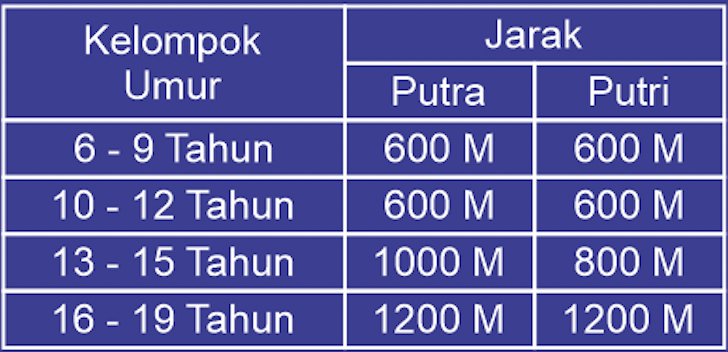 Kelompok
Umur
Jarak
Putra Putri
6 - 9 Tahun 600 M 600 M
10 - 12 Tahun 600 M 600 M
13 - 15 Tahun 1000 M 800 M
16 - 19 Tahun 1200 M 1200 M